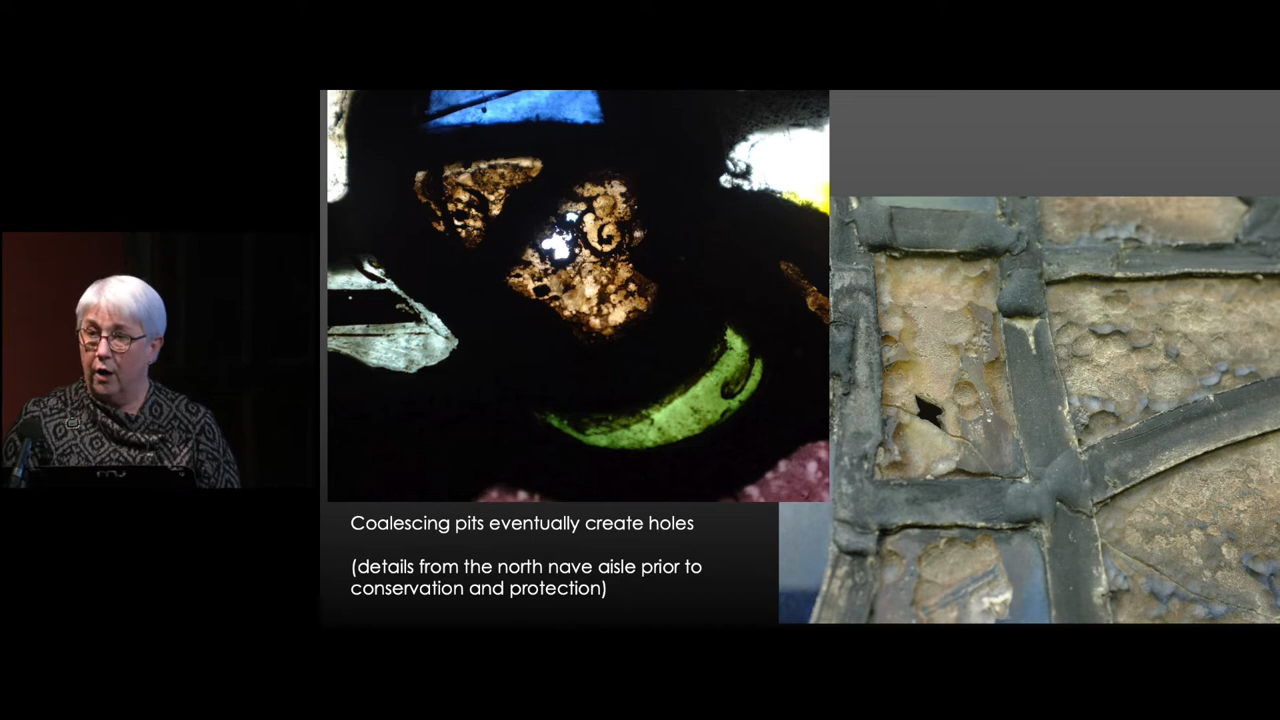 Coalescing pits eventually create holes
(details from the north nave aisle prior to
conservation and protection)